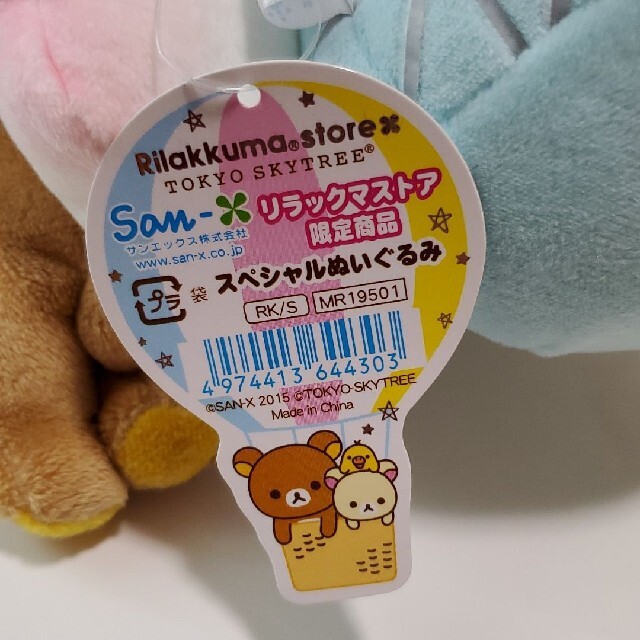 Rilakkuma®store
TOKYO SKYTREE®
San-X
サンエックス株式会社
www.san-x.co.jp
リラックマストア
限定商品
プラ 袋
スペシャルぬいぐるみ
RK/S MR19501
4 974413 644303
©SAN-X 2015 ©TOKYO-SKYTREE
Made in China